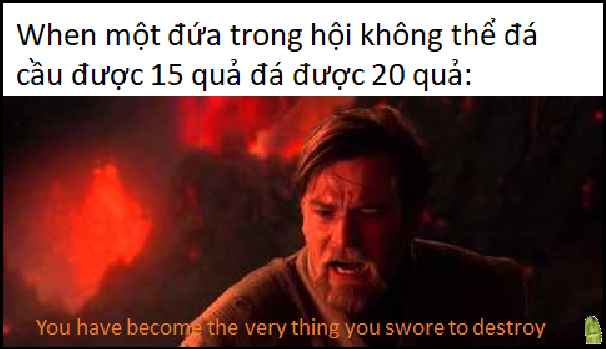 When một đứa trong hội không thể đá
cầu được 15 quả đá được 20 quả:
You have become the very thing you swore to destroy